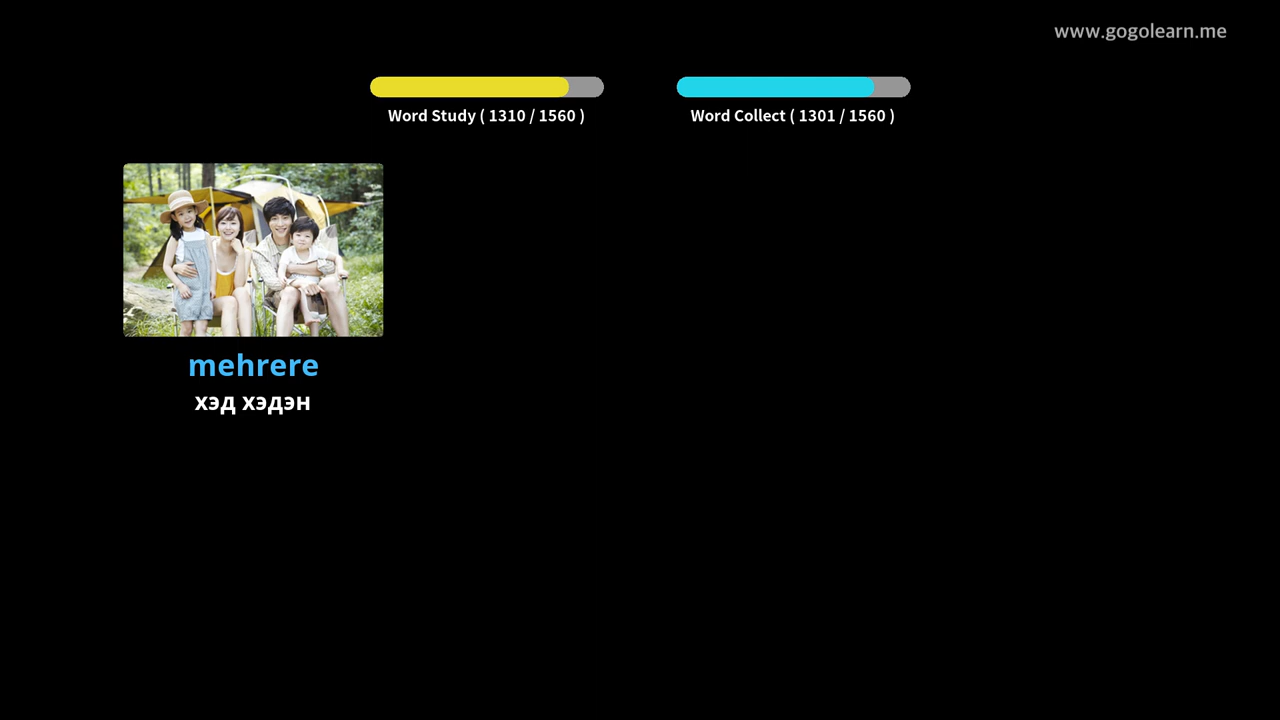 www.gogolearn.me
Word Study ( 1310 / 1560 )
Word Collect ( 1301 / 1560 )
mehrere
хэд хэдэн